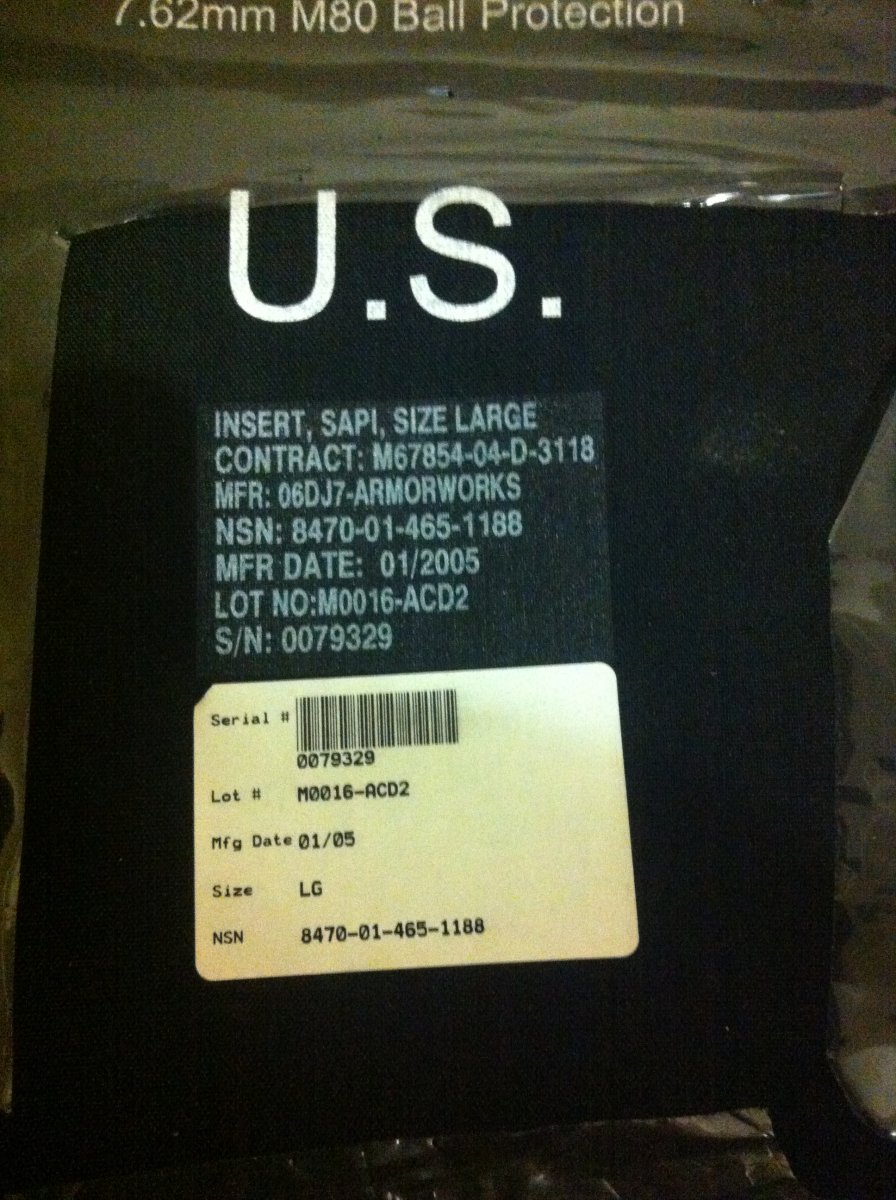 7.62mm M80 Ball Protection
U.S.
INSERT, SAPI, SIZE LARGE
CONTRACT: M67854-04-D-3118
MFR: 06DJ7-ARMORWORKS
NSN: 8470-01-465-1188
MFR DATE: 01/2005
LOT NO:M0016-ACD2
S/N: 0079329
Serial #
0079329
Lot # M0016-ACD2
Mfg Date 01/05
Size LG
NSN 8470-01-465-1188